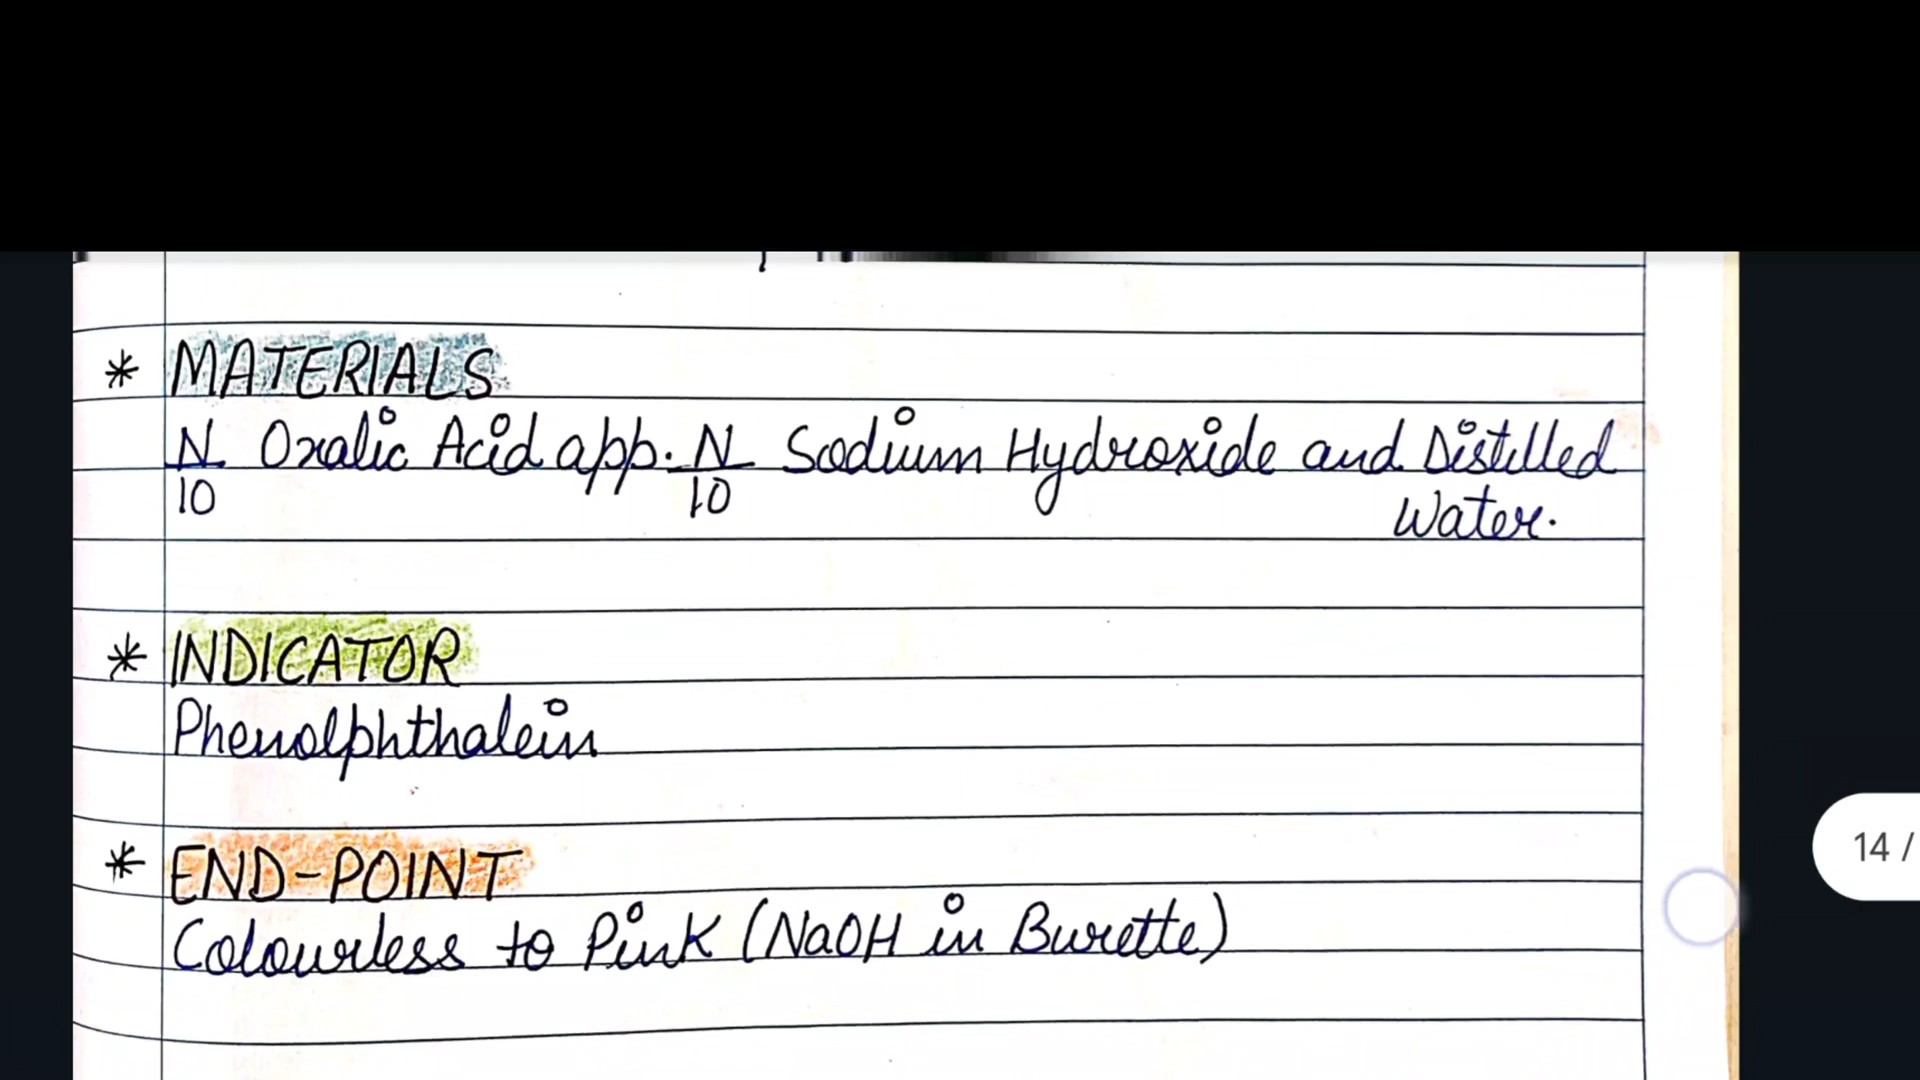 * MATERIALS
N/10 Oxalic Acid app. N/10 Sodium Hydroxide and Distilled
Water.
* INDICATOR
Phenolphthalein
* END-POINT
Colourless to Pink (NaOH in Burette)
14 /